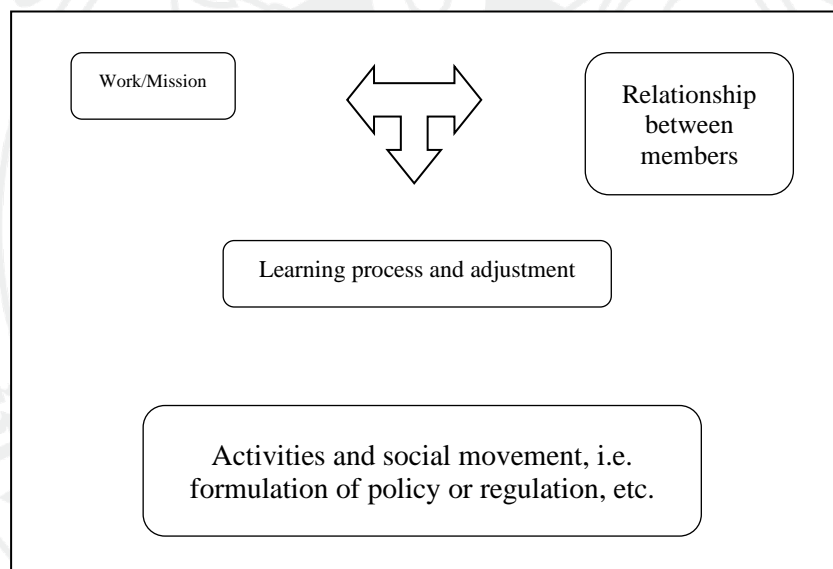 Work/Mission
Relationship
between
members
Learning process and adjustment
Activities and social movement, i.e.
formulation of policy or regulation, etc.